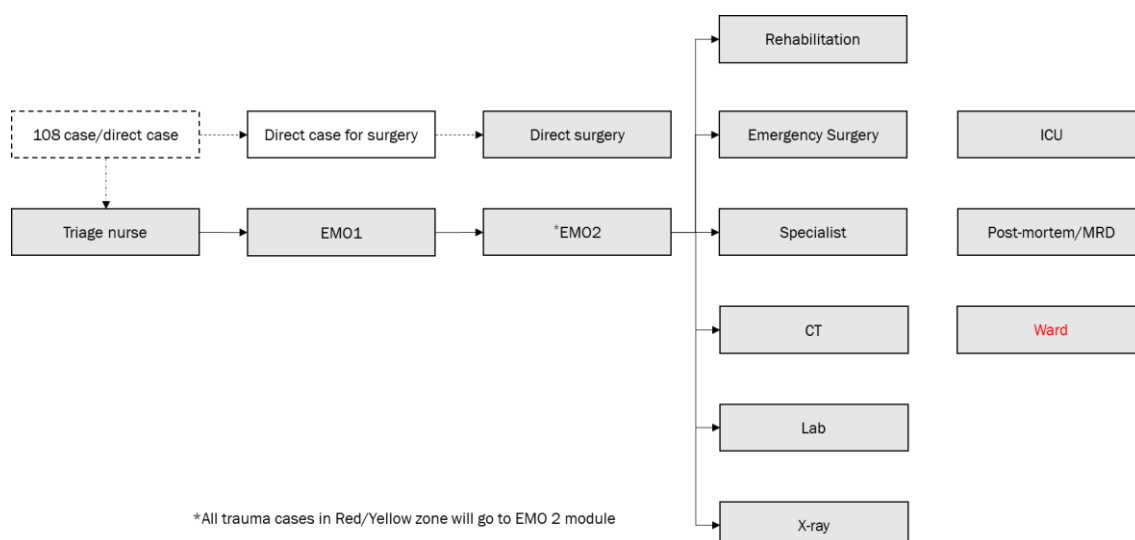 Rehabilitation
108 case/direct case
Direct case for surgery
Direct surgery
Emergency Surgery
ICU
Triage nurse
EMO1
*EMO2
Specialist
Post-mortem/MRD
CT
Ward
Lab
*All trauma cases in Red/Yellow zone will go to EMO 2 module
X-ray